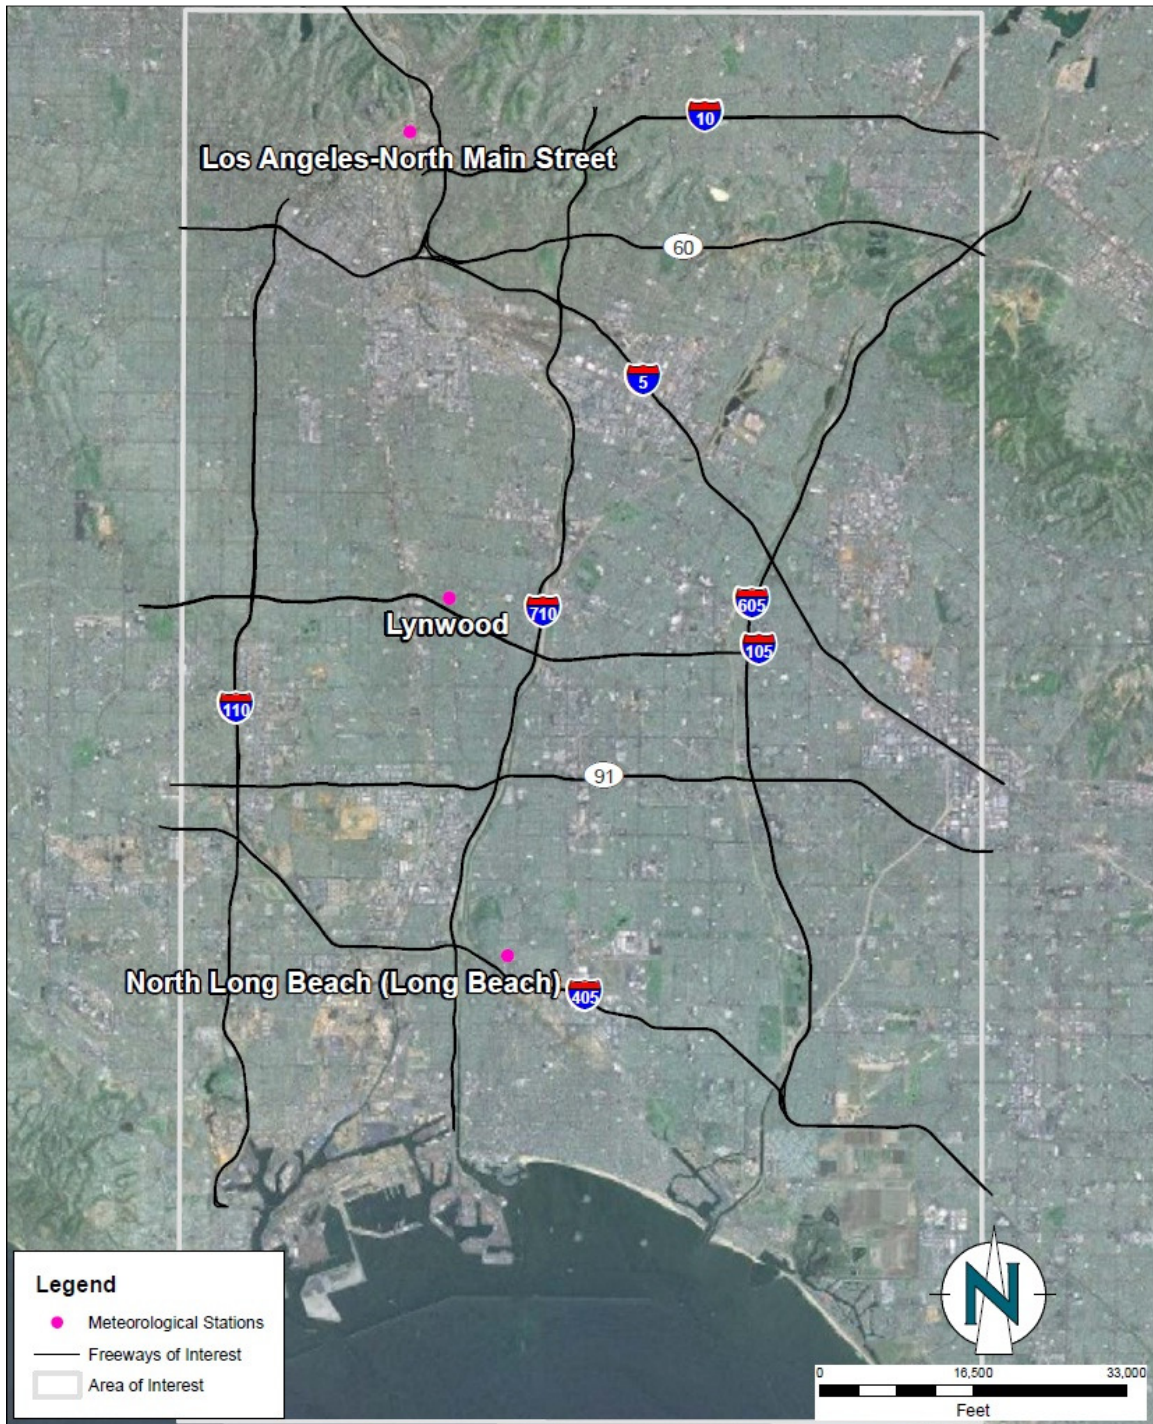 10
Los Angeles-North Main Street
60
5
Lynwood
710
605
105
110
91
North Long Beach (Long Beach)
405
N
Legend
Meteorological Stations
Freeways of Interest
Area of Interest
0 16,500 33,000
Feet